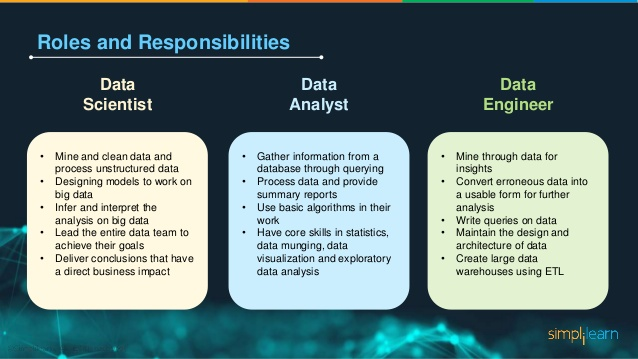 Roles and Responsibilities
Data
Scientist
• Mine and clean data and
process unstructured data
• Designing models to work on
big data
• Infer and interpret the
analysis on big data
• Lead the entire data team to
achieve their goals
• Deliver conclusions that have
a direct business impact
Data
Analyst
• Gather information from a
database through querying
• Process data and provide
summary reports
• Use basic algorithms in their
work
• Have core skills in statistics,
data munging, data
visualization and exploratory
data analysis
Data
Engineer
• Mine through data for
insights
• Convert erroneous data into
a usable form for further
analysis
• Write queries on data
• Maintain the design and
architecture of data
• Create large data
warehouses using ETL
simplilearn